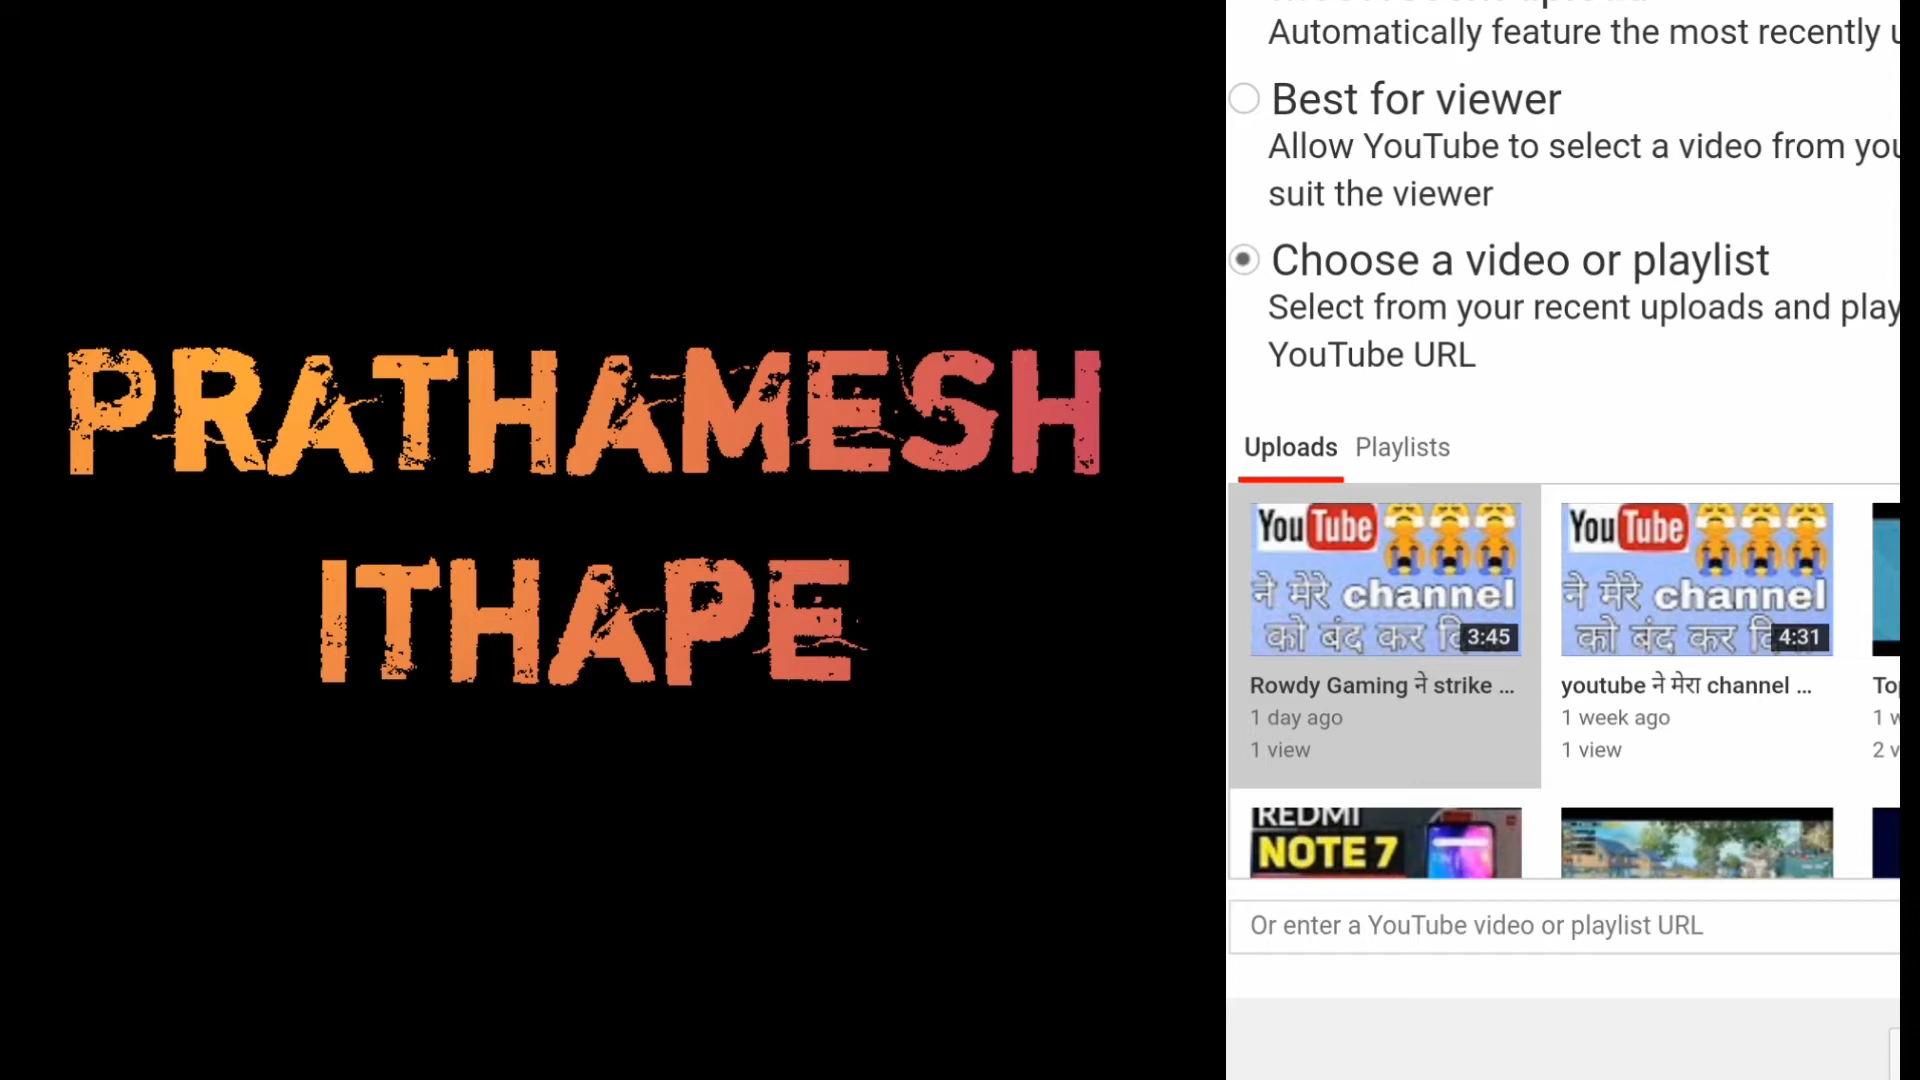 PRATHAMESH
ITHAPE
Automatically feature the most recently
Best for viewer
Allow YouTube to select a video from you
suit the viewer
Choose a video or playlist
Select from your recent uploads and play
YouTube URL
Uploads Playlists
YouTube
ने मेरे channel
को बंद कर
3:45
YouTube
ने मेरे channel
को बंद कर
4:31
Rowdy Gaming ने strike ...
1 day ago
1 view
youtube ने मेरा channel ...
1 week ago
1 view
REDMI
NOTE 7
Or enter a YouTube video or playlist URL